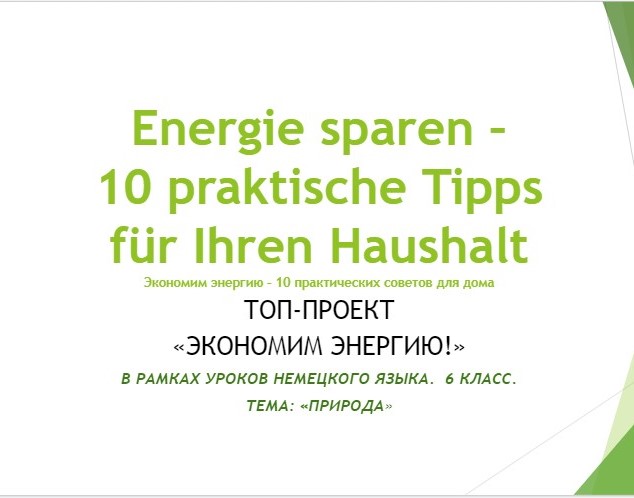 Energie sparen –
10 praktische Tipps
für Ihren Haushalt
Экономим энергию – 10 практических советов для дома
ТОП-ПРОЕКТ
«ЭКОНОМИМ ЭНЕРГИЮ!»
В РАМКАХ УРОКОВ НЕМЕЦКОГО ЯЗЫКА. 6 КЛАСС.
ТЕМА: «ПРИРОДА»